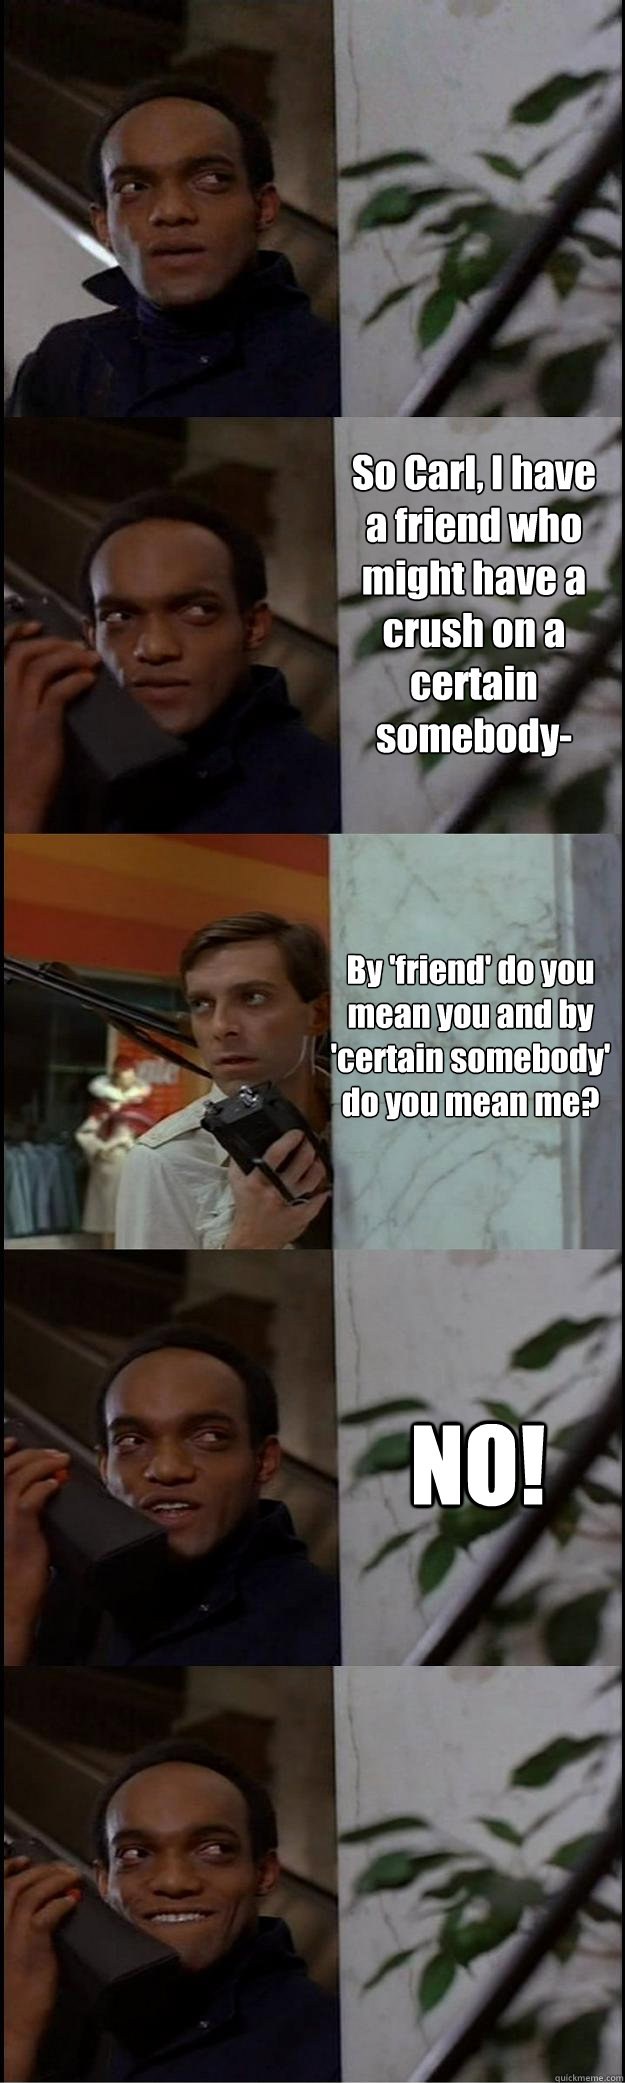 So Carl, I have
a friend who
might have a
crush on a
certain
somebody-
By 'friend' do you
mean you and by
'certain somebody'
do you mean me?
NO!
quickmeme.com